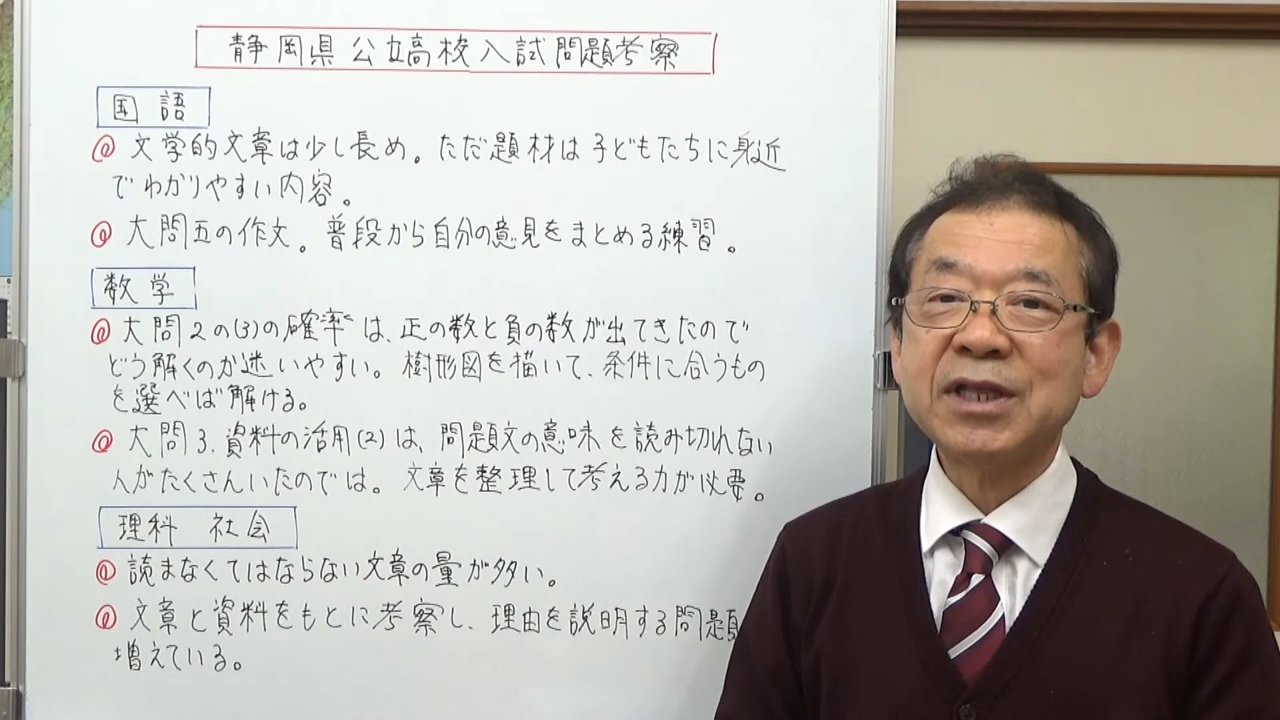 静岡県公立高校入試問題考察
国語
@ 文学的文章は少し長め。ただ題材は子どもたちに身近
でわかりやすい内容。
@ 大問五の作文。普段から自分の意見をまとめる練習。
数学
@ 大問2の(3)の確率は、正の数と負の数が出てきたので
どう解くのか迷いやすい。樹形図を描いて、条件に合うもの
を選べば解ける。
@ 大問3、資料の活用(2)は、問題文の意味を読み切れない
人がたくさんいたのでは。文章を整理して考える力が必要。
理科 社会
@ 読まなくてはならない文章の量が多い。
@ 文章と資料をもとに考察し、理由を説明する問題
増えている。